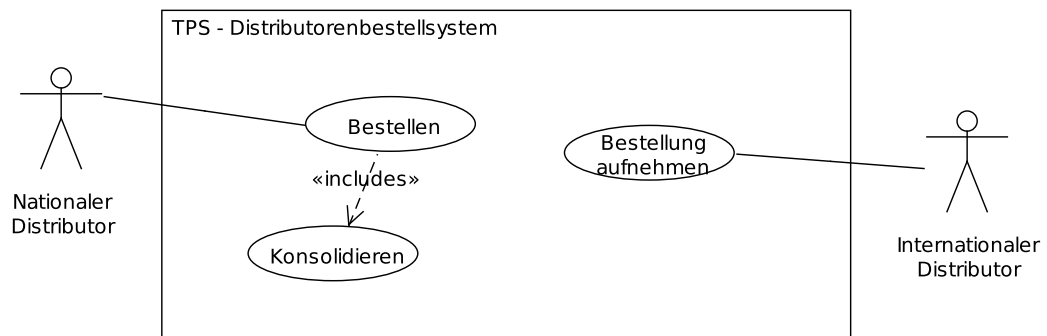 TPS - Distributorenbestellsystem
Bestellen
Bestellung
aufnehmen
«includes»
Nationaler
Distributor
Konsolidieren
Internationaler
Distributor